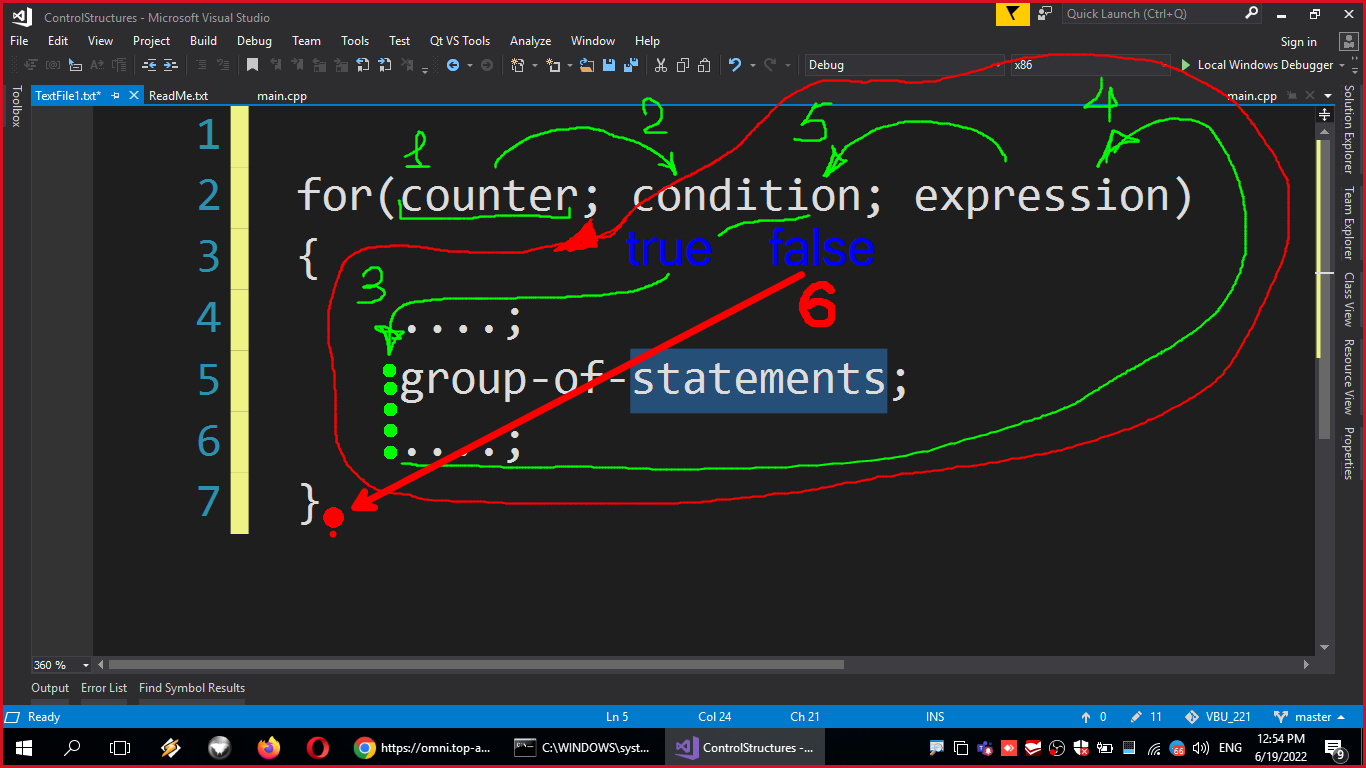 ControlStructures - Microsoft Visual Studio
Quick Launch (Ctrl+Q)
File Edit View Project Build Debug Team Tools Test Qt VS Tools Analyze Window Help
Sign in
Debug x86 Local Windows Debugger
TextFile1.txt* ReadMe.txt main.cpp main.cpp
Toolbox
Solution Explorer
Team Explorer
Class View
Resource View
Properties
1
1 2 5 4
2 for(counter; condition; expression)
3 {
true false
3 6
4 ....;
5 group-of-statements;
6 ....;
7 }
360 %
Output Error List Find Symbol Results
Ready Ln 5 Col 24 Ch 21 INS 0 11 VBU_221 master
https://omni.top-a... C:\WINDOWS\syst... ControlStructures -... 66 ENG 12:54 PM
6/19/2022 9